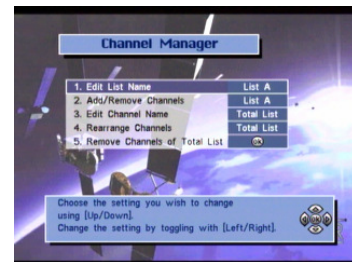 Channel Manager
1. Edit List Name List A
2. Add/Remove Channels List A
3. Edit Channel Name Total List
4. Rearrange Channels Total List
5. Remove Channels of Total List OK
Choose the setting you wish to change
using [Up/Down].
Change the setting by toggling with [Left/Right].
OK